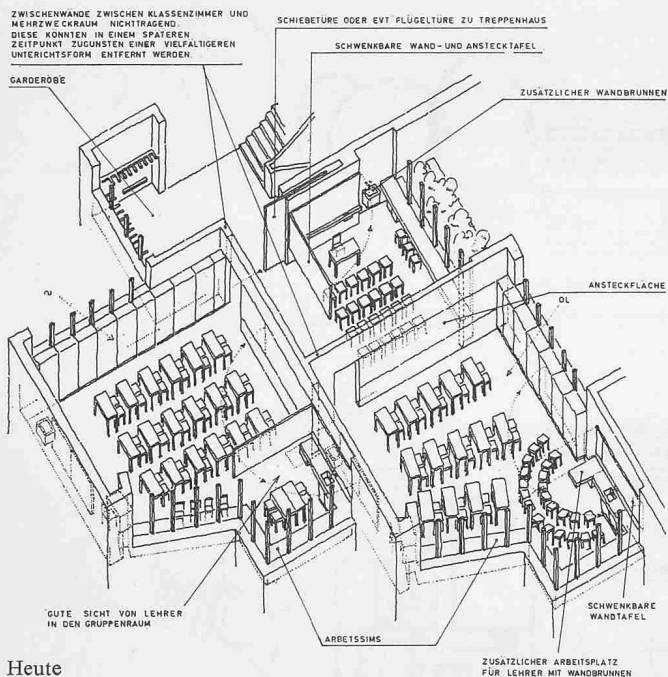 ZWISCHENWÄNDE ZWISCHEN KLASSENZIMMER UND
MEHRZWECKRAUM NICHTTRAGEND.
DIESE KÖNNTEN IN EINEM SPÄTEREN
ZEITPUNKT ZUGUNSTEN EINER VIELFÄLTIGEREN
UNTERICHTSFORM ENTFERNT WERDEN.
SCHIEBETÜRE ODER EVT FLÜGELTÜRE ZU TREPPENHAUS
SCHWENKBARE WAND-UND ANSTECKTAFEL
GARDEROBE
ZUSÄTZLICHER WANDBRUNNEN
ANSTECKFLÄCHE
GUTE SICHT VON LEHRER
IN DEN GRUPPENRAUM
ARBEITSSIMS
SCHWENKBARE
WANDTAFEL
ZUSÄTZLICHER ARBEITSPLATZ
FÜR LEHRER MIT WANDBRUNNEN
Heute